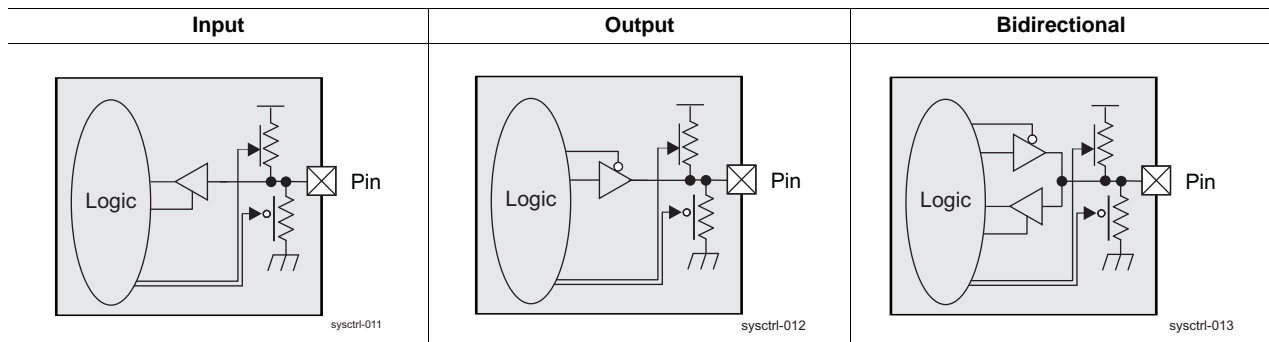 Input
Output
Bidirectional
Logic
Pin
sysctrl-011
Logic
Pin
sysctrl-012
Logic
Pin
sysctrl-013